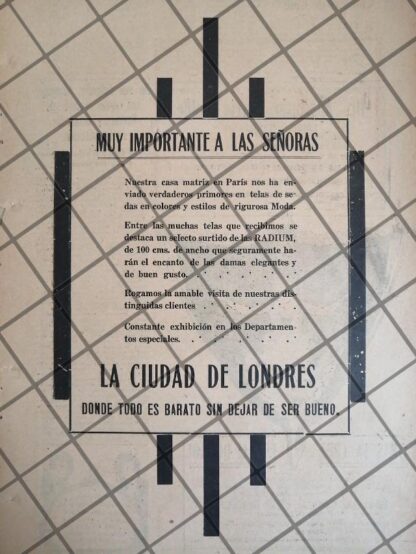 MUY IMPORTANTE A LAS SEÑORAS
Nuestra casa matriz en París nos ha en-
viado verdaderos primores en telas de se-
das en colores y estilos de rigurosa Moda.
Entre las muchas telas que recibimos se
destaca un selecto surtido de las RADIUM,
de 100 cms. de ancho que seguramente ha-
rán el encanto de las damas elegantes y
de buen gusto. . . . . . . . .
Rogamos la amable visita de nuestras dis-
tinguidas clientes . . . . . . .
Constante exhibición en los Departamen-
tos especiales. . . . . . . . .
LA CIUDAD DE LONDRES
DONDE TODO ES BARATO SIN DEJAR DE SER BUENO.